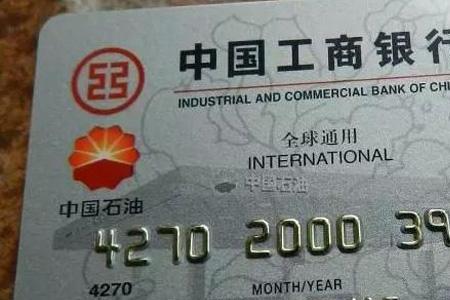 中国工商银行
INDUSTRIAL AND COMMERCIAL BANK OF CH
全球通用
INTERNATIONAL
中国石油
中国石油
4270 2000 39
4270
MONTH/YEAR